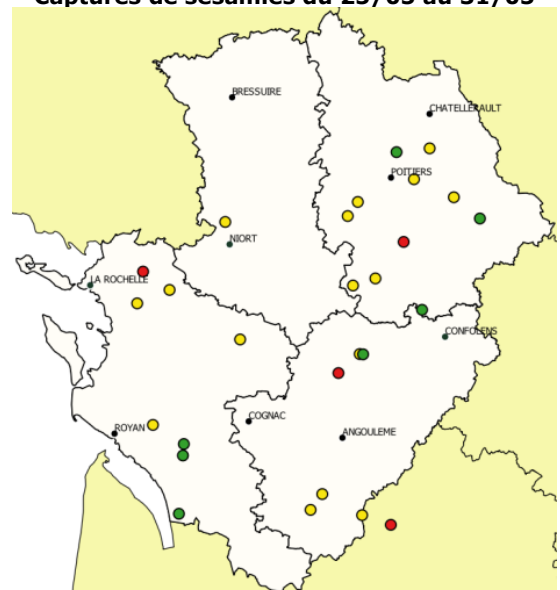 Captures de sésamies du 25/05 au 31/05
BRESSUIRE
CHATELLERAULT
POITIERS
NIORT
LA ROCHELLE
CONFOLENS
COGNAC
ROYAN
ANGOULEME